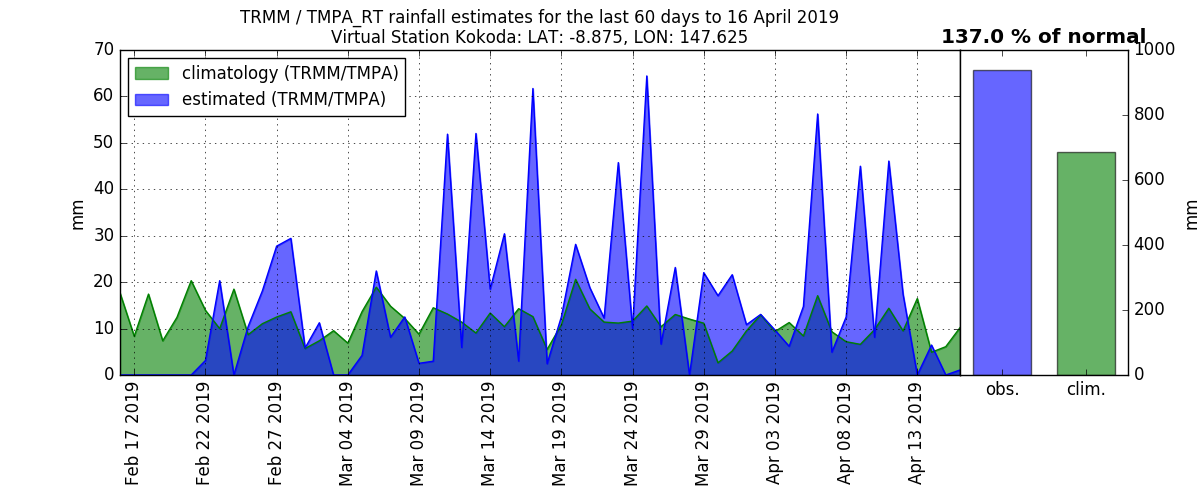 TRMM / TMPA_RT rainfall estimates for the last 60 days to 16 April 2019
Virtual Station Kokoda: LAT: -8.875, LON: 147.625
137.0 % of normal
climatology (TRMM/TMPA)
estimated (TRMM/TMPA)
70
60
50
40
30
20
10
0
mm
Feb 17 2019
Feb 22 2019
Feb 27 2019
Mar 04 2019
Mar 09 2019
Mar 14 2019
Mar 19 2019
Mar 24 2019
Mar 29 2019
Apr 03 2019
Apr 08 2019
Apr 13 2019
obs.
clim.
1000
800
600
400
200
0
mm